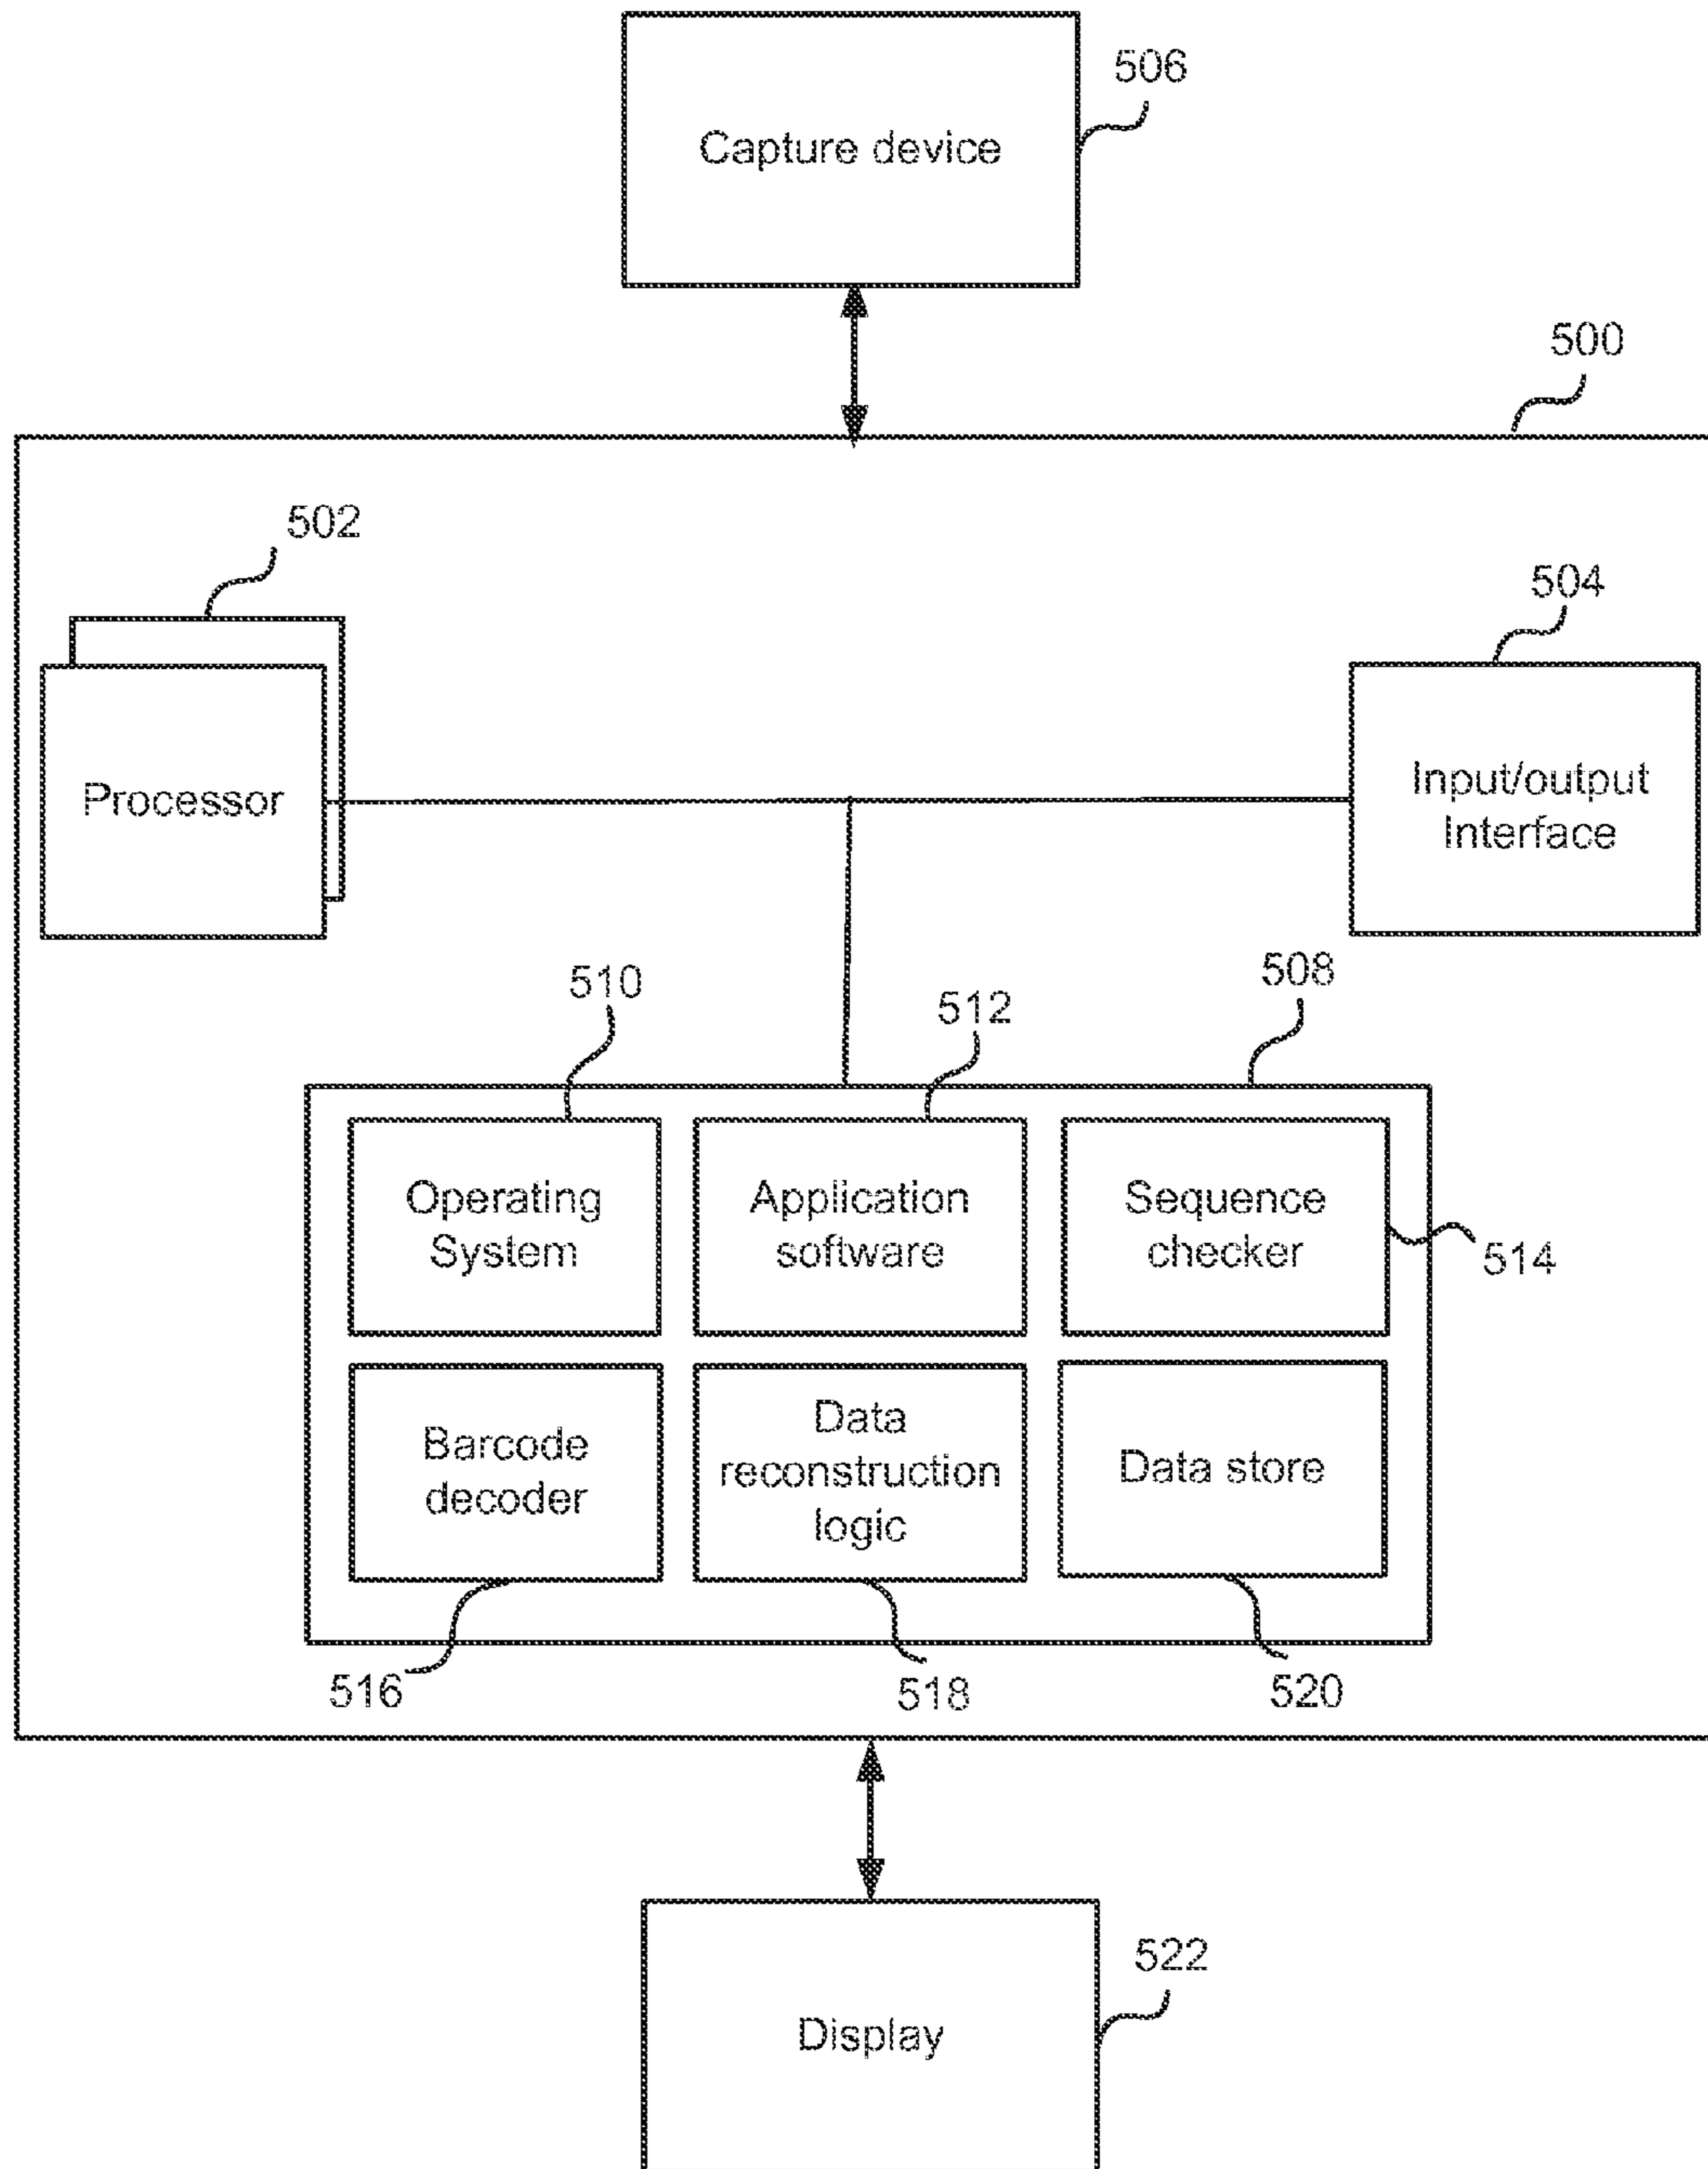 506
Capture device
500
502
504
Processor
Input/output
Interface
510
512
508
Operating
System
Application
software
Sequence
checker
514
Barcode
decoder
Data
reconstruction
logic
Data store
516
518
520
522
Display